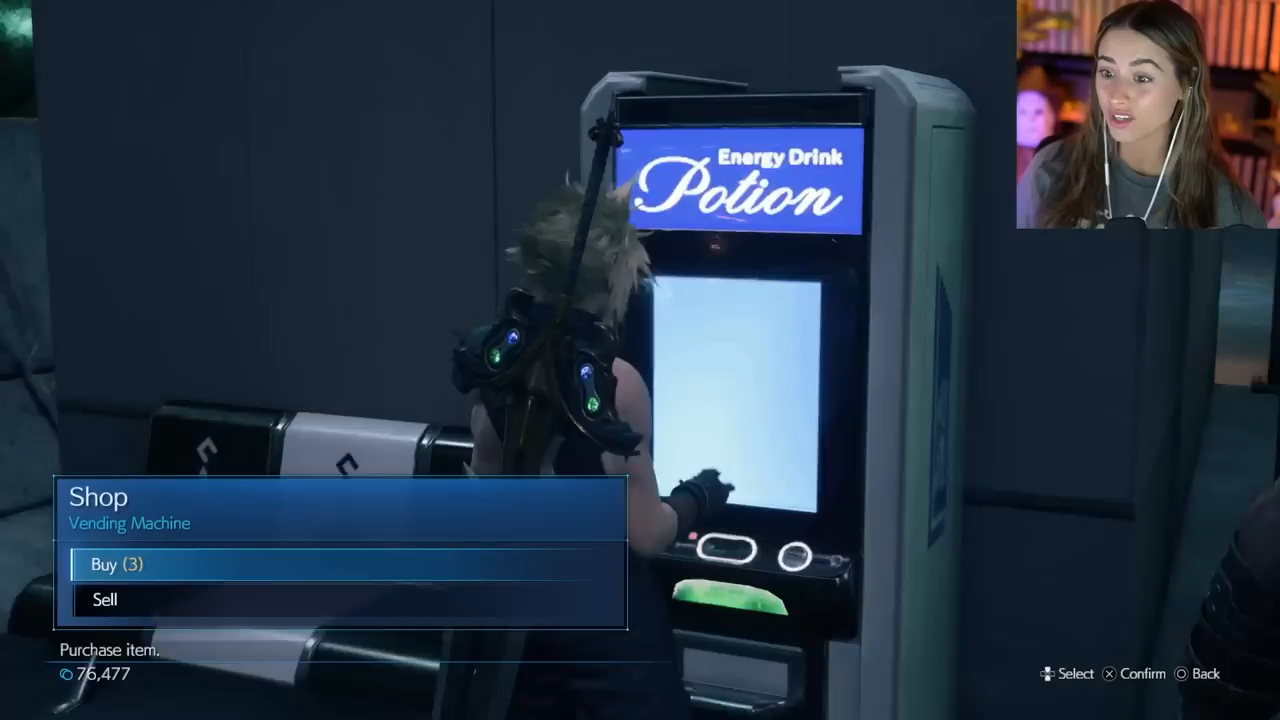 Energy Drink
Potion
Shop
Vending Machine
Buy (3)
Sell
Purchase item.
76,477
Select Confirm Back